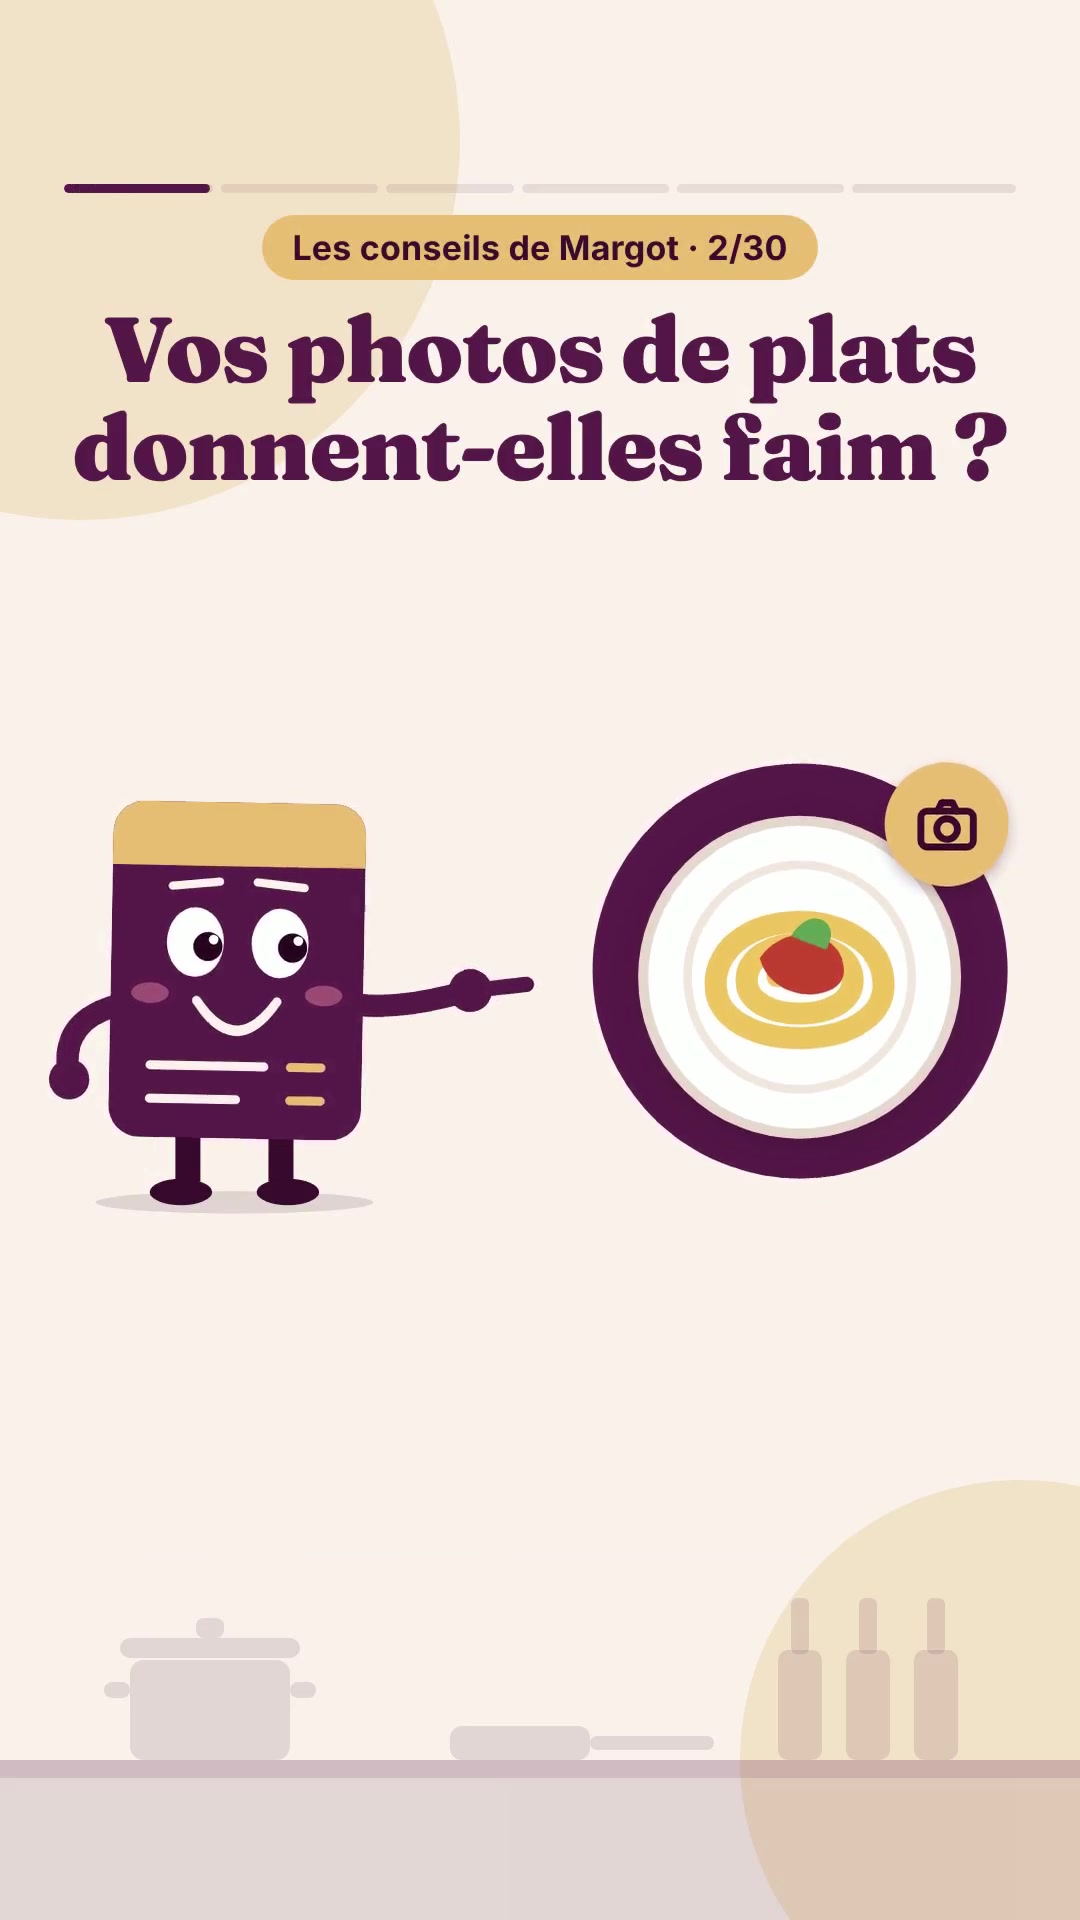 Les conseils de Margot · 2/30
Vos photos de plats
donnent-elles faim ?